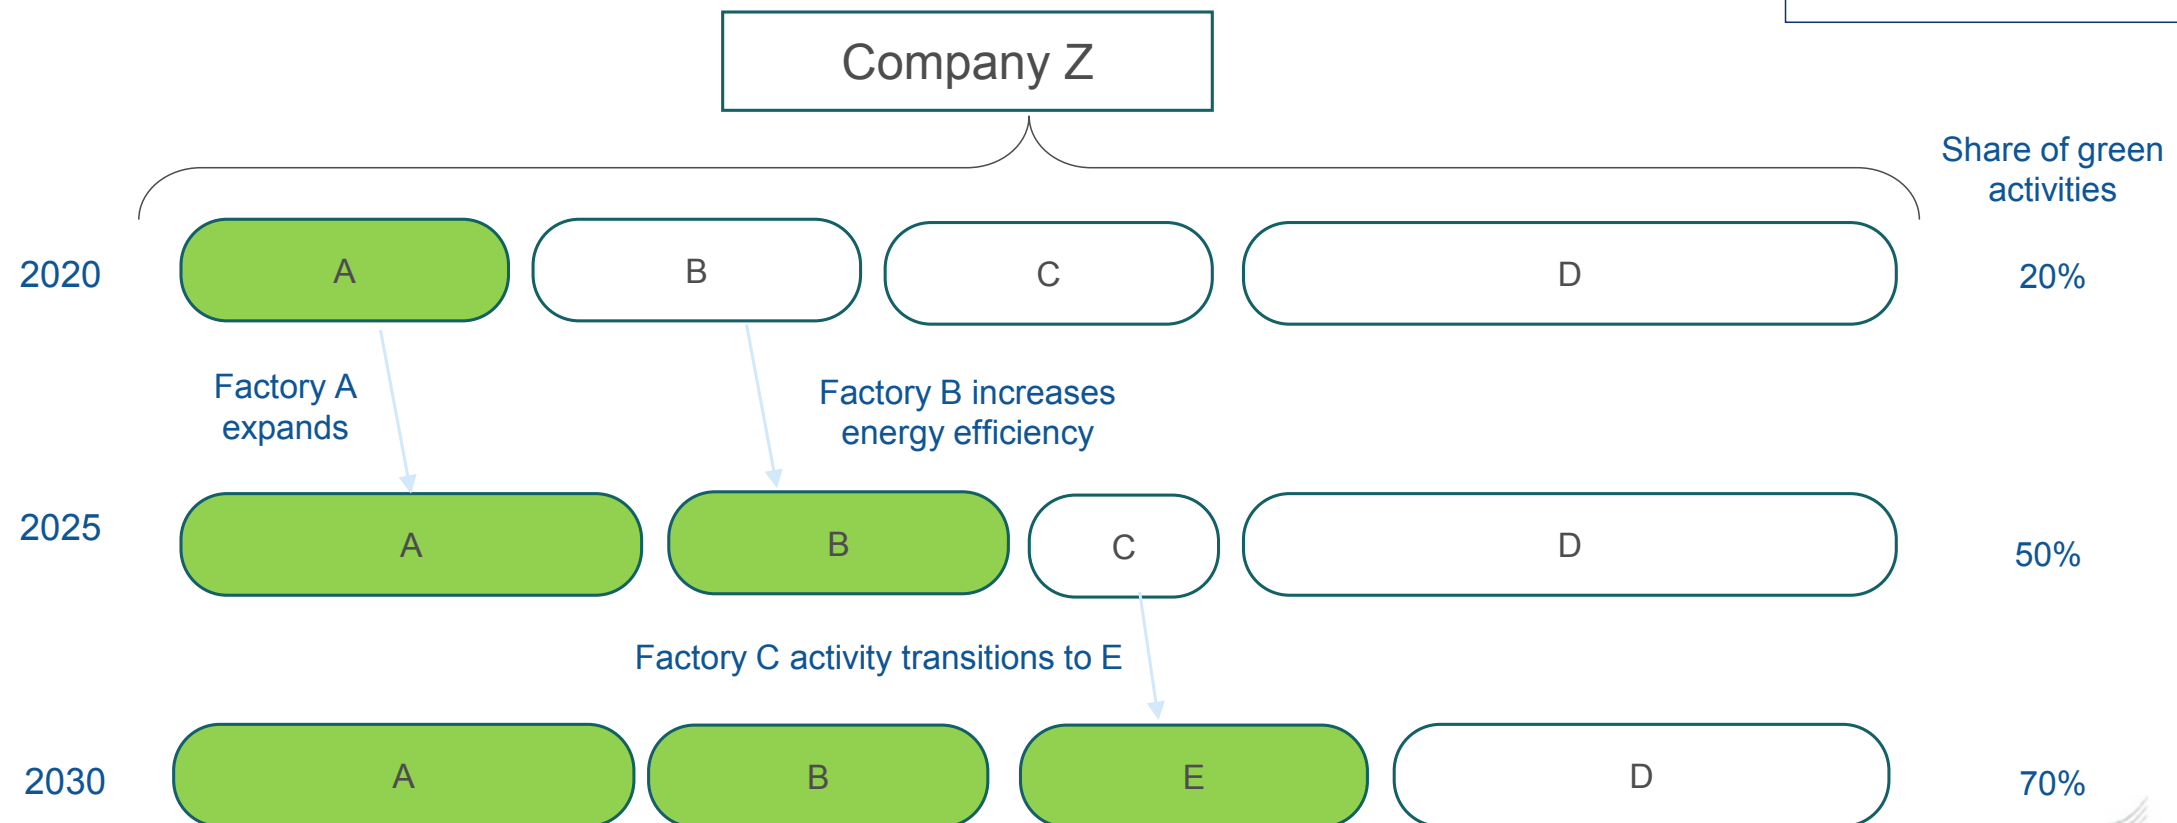 Company Z
Share of green
activities
2020
A
B
C
D
20%
Factory A
expands
Factory B increases
energy efficiency
2025
A
B
C
D
50%
Factory C activity transitions to E
2030
A
B
E
D
70%